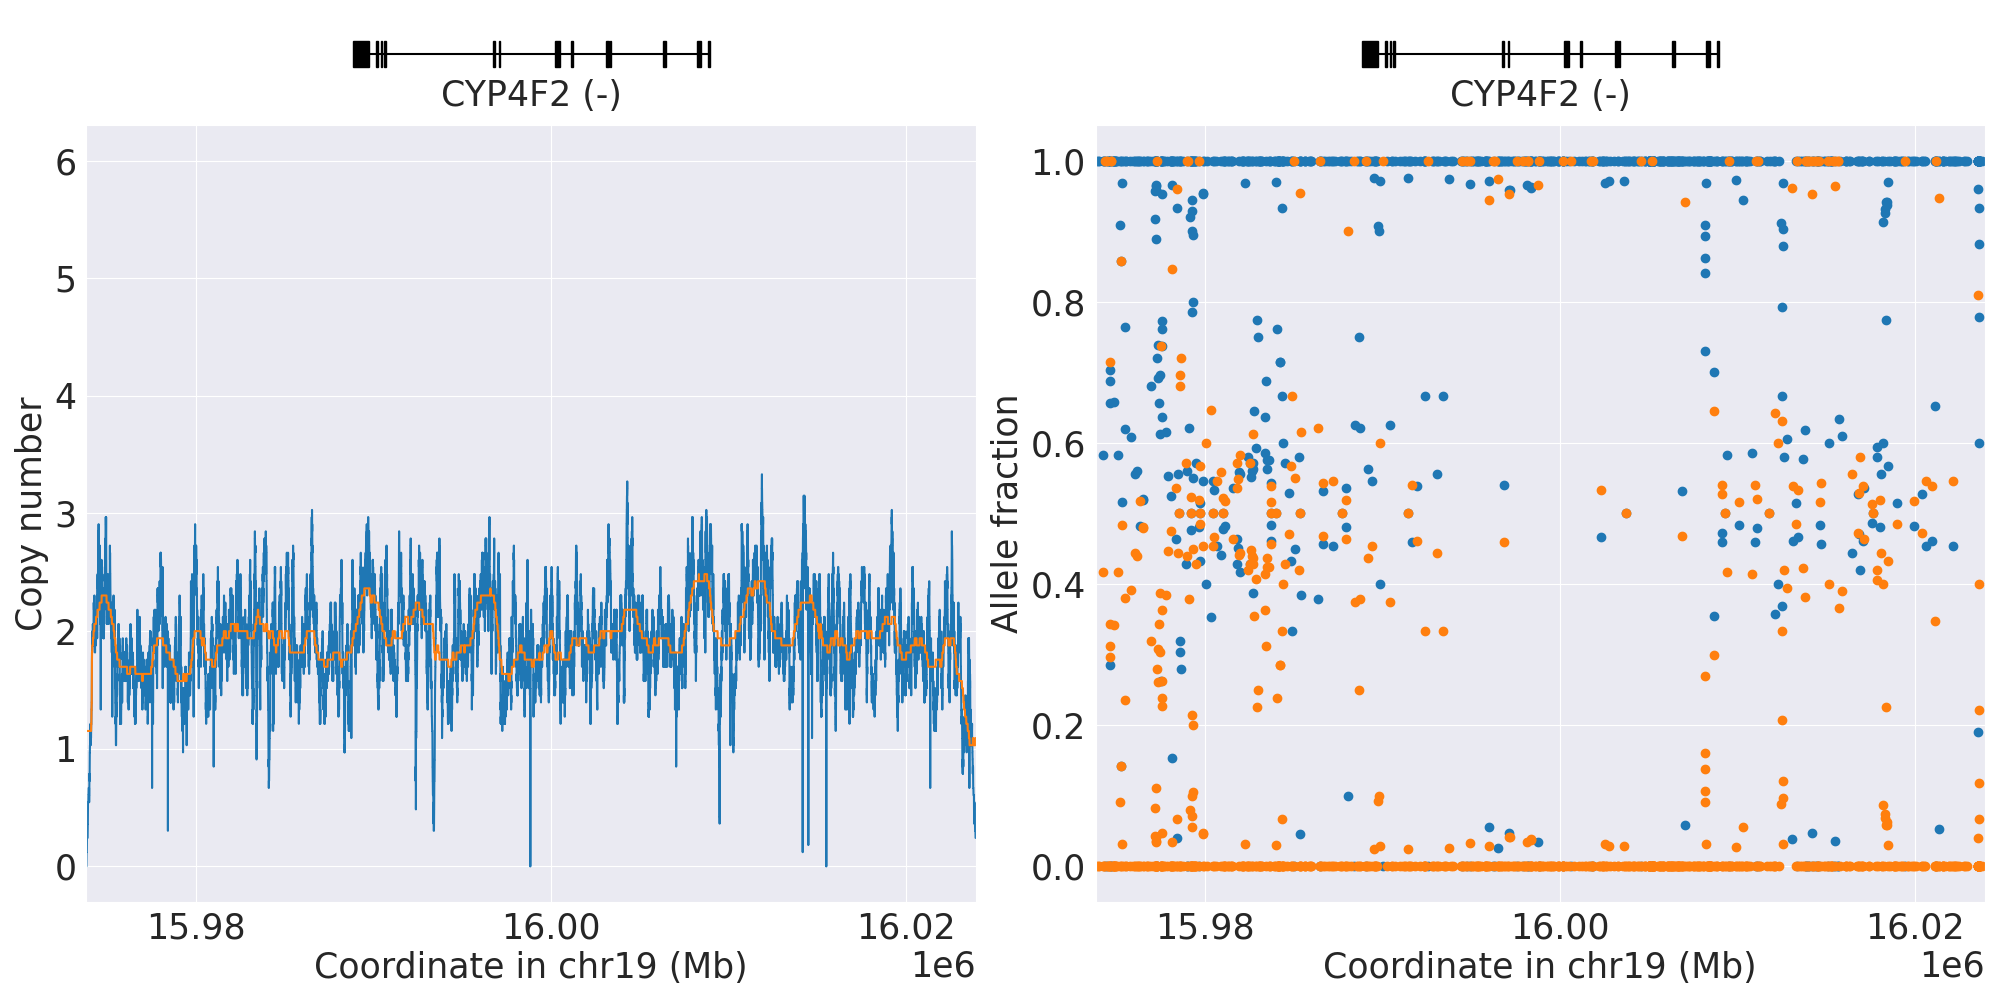 CYP4F2 (-)
Copy number
6
5
4
3
2
1
0
15.98
16.00
16.02
Coordinate in chr19 (Mb)
1e6
CYP4F2 (-)
Allele fraction
1.0
0.8
0.6
0.4
0.2
0.0
15.98
16.00
16.02
Coordinate in chr19 (Mb)
1e6